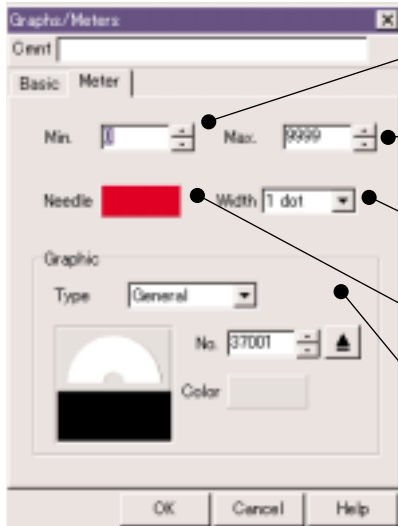 Graphs/Meters
Cmnt
Basic Meter
Min. 0 Max. 9999
Needle Width 1 dot
Graphic
Type General
No. 37001
Color
OK Cancel Help